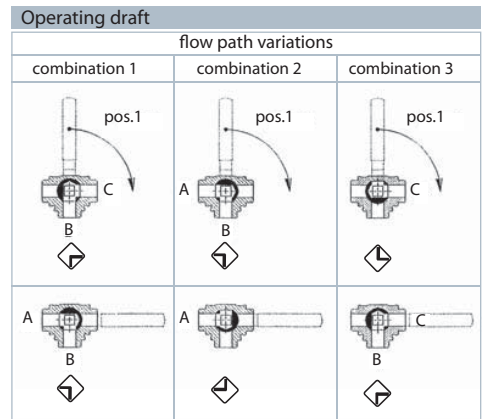 Operating draft
flow path variations
combination 1 combination 2 combination 3
pos.1 pos.1 pos.1
C A C
B B
A A C
B B